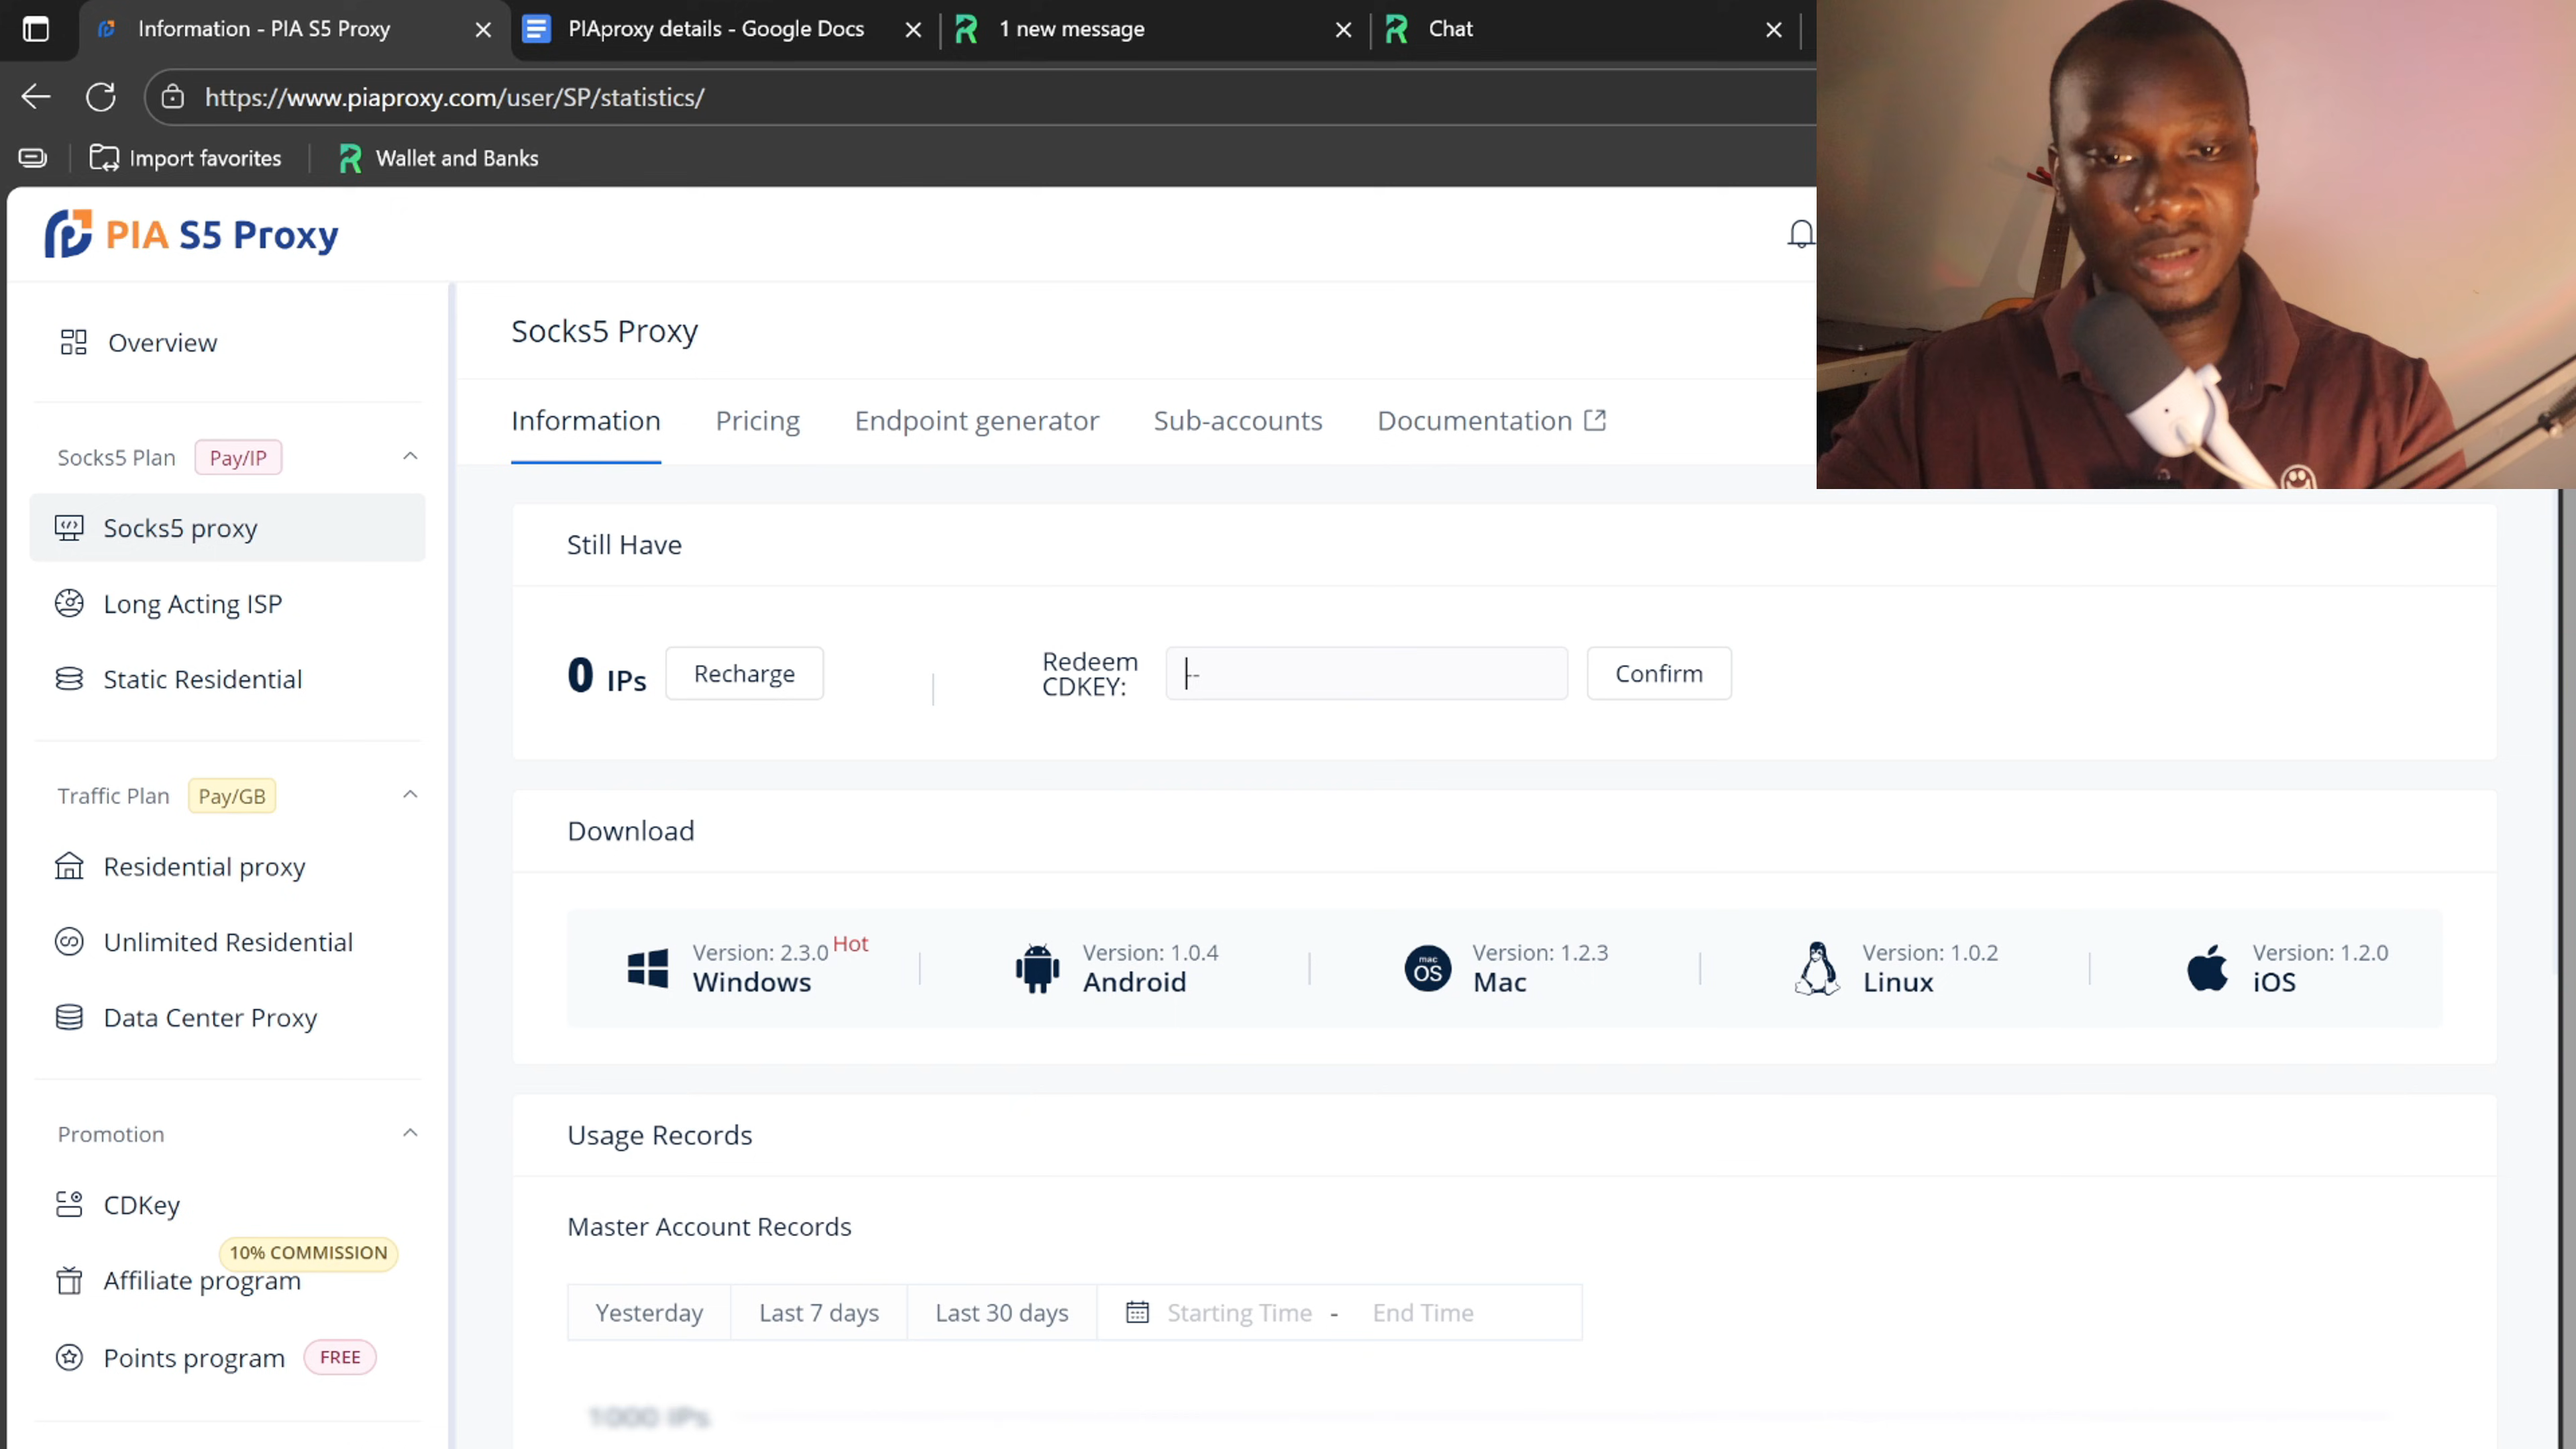 Information - PIA S5 Proxy
PIAproxy details - Google Docs
1 new message
Chat
https://www.piaproxy.com/user/SP/statistics/
Import favorites
Wallet and Banks
PIA S5 Proxy
Overview
Socks5 Plan Pay/IP
Socks5 proxy
Long Acting ISP
Static Residential
Traffic Plan Pay/GB
Residential proxy
Unlimited Residential
Data Center Proxy
Promotion
CDKey
10% COMMISSION
Affiliate program
Points program FREE
Socks5 Proxy
Information Pricing Endpoint generator Sub-accounts Documentation
Still Have
0 IPs Recharge
Redeem
CDKEY:
--
Confirm
Download
Version: 2.3.0 Hot
Windows
Version: 1.0.4
Android
mac
OS
Version: 1.2.3
Mac
Version: 1.0.2
Linux
Version: 1.2.0
iOS
Usage Records
Master Account Records
Yesterday Last 7 days Last 30 days Starting Time - End Time
1000 IPs